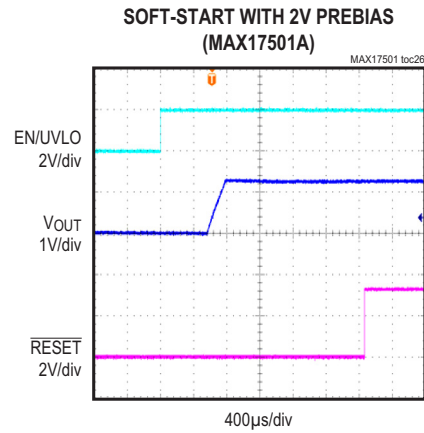 SOFT-START WITH 2V PREBIAS
(MAX17501A)
MAX17501 toc26
T
EN/UVLO
2V/div
VOUT
1V/div
RESET
2V/div
400µs/div